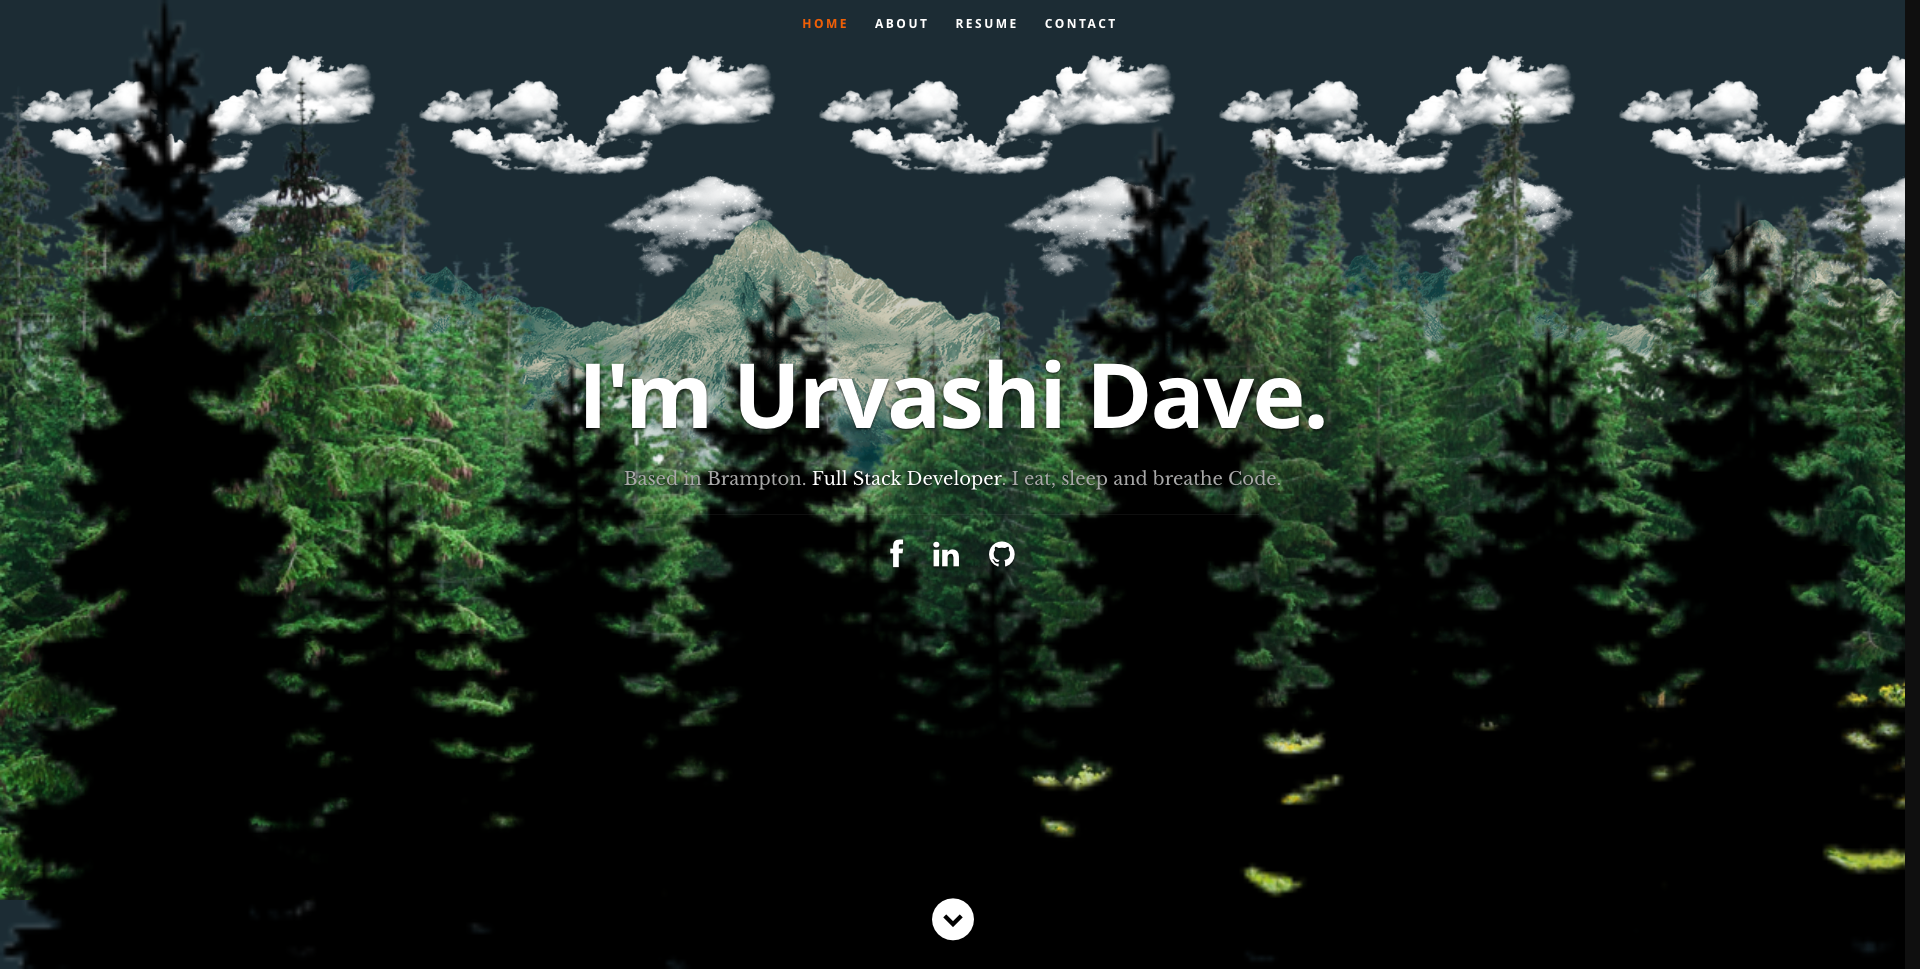 HOME ABOUT RESUME CONTACT
I'm Urvashi Dave.
Based in Brampton. Full Stack Developer. I eat, sleep and breathe Code.